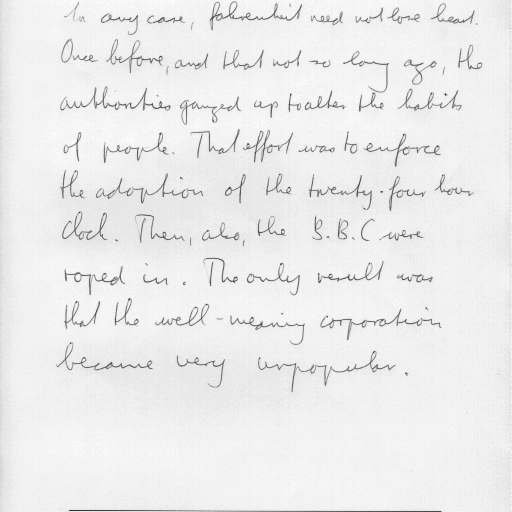 In any case, fahrenheit need not lose heart.
Once before, and that not so long ago, the
authorities ganged up to alter the habits
of people. That effort was to enforce
the adoption of the twenty-four hour
clock. Then, also, the B.B.C were
roped in. The only result was
that the well-meaning corporation
became very unpopular.